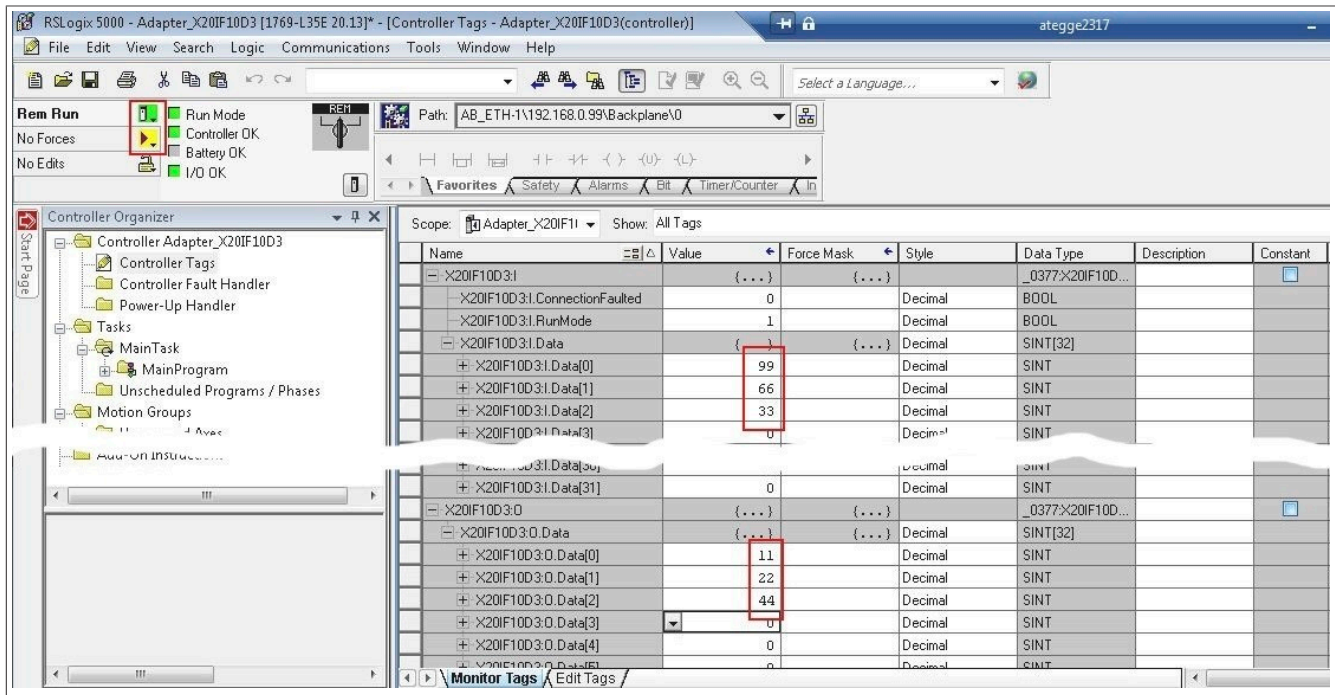 RSLogix 5000 - Adapter_X20IF10D3 [1769-L35E 20.13]* - [Controller Tags - Adapter_X20IF10D3(controller)] ategge2317
File Edit View Search Logic Communications Tools Window Help
Select a Language...
Rem Run
No Forces
No Edits
Run Mode
Controller OK
Battery OK
I/O OK
REM
Path: AB_ETH-1\192.168.0.99\Backplane\0
Favorites Safety Alarms Bit Timer/Counter In
Start Page
Controller Organizer
Controller Adapter_X20IF10D3
Controller Tags
Controller Fault Handler
Power-Up Handler
Tasks
MainTask
MainProgram
Unscheduled Programs / Phases
Motion Groups
Scope: Adapter_X20IF1( Show: All Tags
Name Value Force Mask Style Data Type Description Constant
X20IF10D3:I {...} {...} _0377:X20IF10D...
X20IF10D3:I.ConnectionFaulted 0 Decimal BOOL
X20IF10D3:I.RunMode 1 Decimal BOOL
X20IF10D3:I.Data {...} {...} Decimal SINT[32]
X20IF10D3:I.Data[0] 99 Decimal SINT
X20IF10D3:I.Data[1] 66 Decimal SINT
X20IF10D3:I.Data[2] 33 Decimal SINT
X20IF10D3:I.Data[3] 0 Decimal SINT
X20IF10D3:I.Data[31] 0 Decimal SINT
X20IF10D3:O {...} {...} _0377:X20IF10D...
X20IF10D3:O.Data {...} {...} Decimal SINT[32]
X20IF10D3:O.Data[0] 11 Decimal SINT
X20IF10D3:O.Data[1] 22 Decimal SINT
X20IF10D3:O.Data[2] 44 Decimal SINT
X20IF10D3:O.Data[3] 0 Decimal SINT
X20IF10D3:O.Data[4] 0 Decimal SINT
Monitor Tags Edit Tags